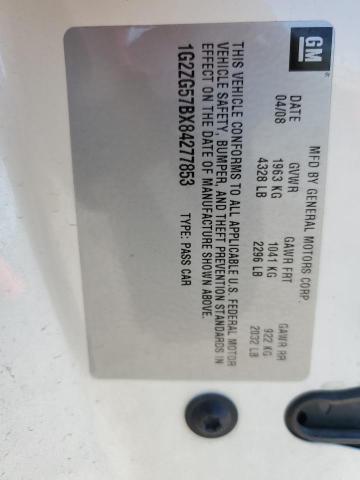 GM
MFD BY GENERAL MOTORS CORP
DATE GVWR GAWR FRT GAWR RR
04/08 1963 KG 1041 KG 922 KG
4328 LB 2296 LB 2032 LB
THIS VEHICLE CONFORMS TO ALL APPLICABLE U.S. FEDERAL MOTOR
VEHICLE SAFETY, BUMPER, AND THEFT PREVENTION STANDARDS IN
EFFECT ON THE DATE OF MANUFACTURE SHOWN ABOVE.
1G2ZG57BX84277853 TYPE: PASS CAR